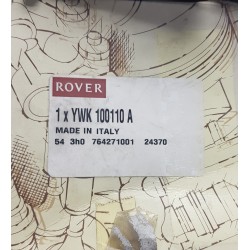 ROVER
1 x YWK 100110 A
MADE IN ITALY
54 3h0 764271001 24370